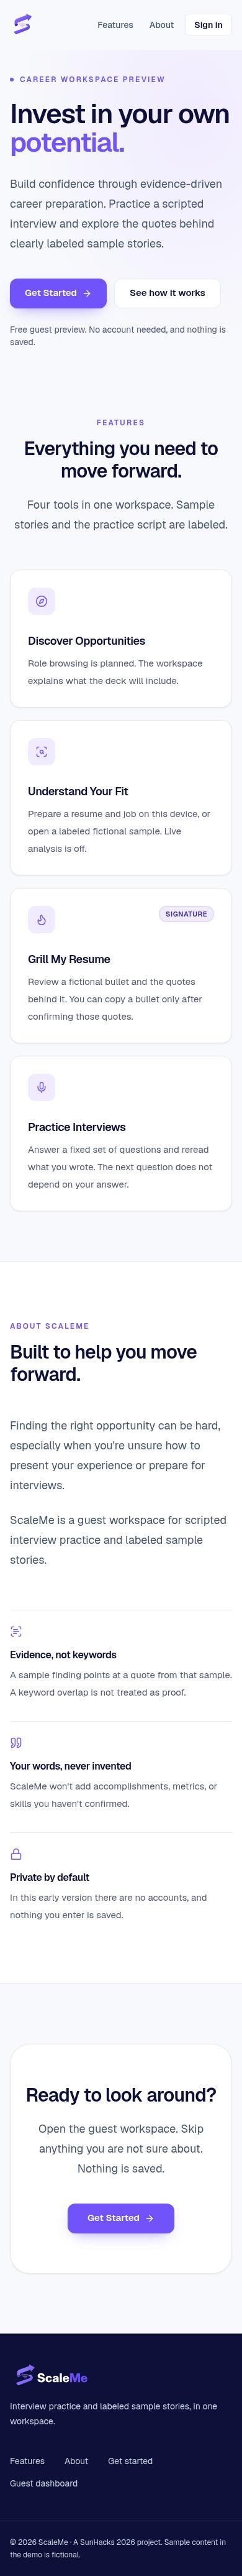 Features
About
Sign in
CAREER WORKSPACE PREVIEW
Invest in your own
potential.
Build confidence through evidence-driven
career preparation. Practice a scripted
interview and explore the quotes behind
clearly labeled sample stories.
Get Started
See how it works
Free guest preview. No account needed, and nothing is
saved.
FEATURES
Everything you need to
move forward.
Four tools in one workspace. Sample
stories and the practice script are labeled.
Discover Opportunities
Role browsing is planned. The workspace
explains what the deck will include.
Understand Your Fit
Prepare a resume and job on this device, or
open a labeled fictional sample. Live
analysis is off.
SIGNATURE
Grill My Resume
Review a fictional bullet and the quotes
behind it. You can copy a bullet only after
confirming those quotes.
Practice Interviews
Answer a fixed set of questions and reread
what you wrote. The next question does not
depend on your answer.
ABOUT SCALEME
Built to help you move
forward.
Finding the right opportunity can be hard,
especially when you're unsure how to
present your experience or prepare for
interviews.
ScaleMe is a guest workspace for scripted
interview practice and labeled sample
stories.
Evidence, not keywords
A sample finding points at a quote from that sample.
A keyword overlap is not treated as proof.
Your words, never invented
ScaleMe won't add accomplishments, metrics, or
skills you haven't confirmed.
Private by default
In this early version there are no accounts, and
nothing you enter is saved.
Ready to look around?
Open the guest workspace. Skip
anything you are not sure about.
Nothing is saved.
Get Started
ScaleMe
Interview practice and labeled sample stories, in one
workspace.
Features
About
Get started
Guest dashboard
© 2026 ScaleMe · A SunHacks 2026 project. Sample content in
the demo is fictional.